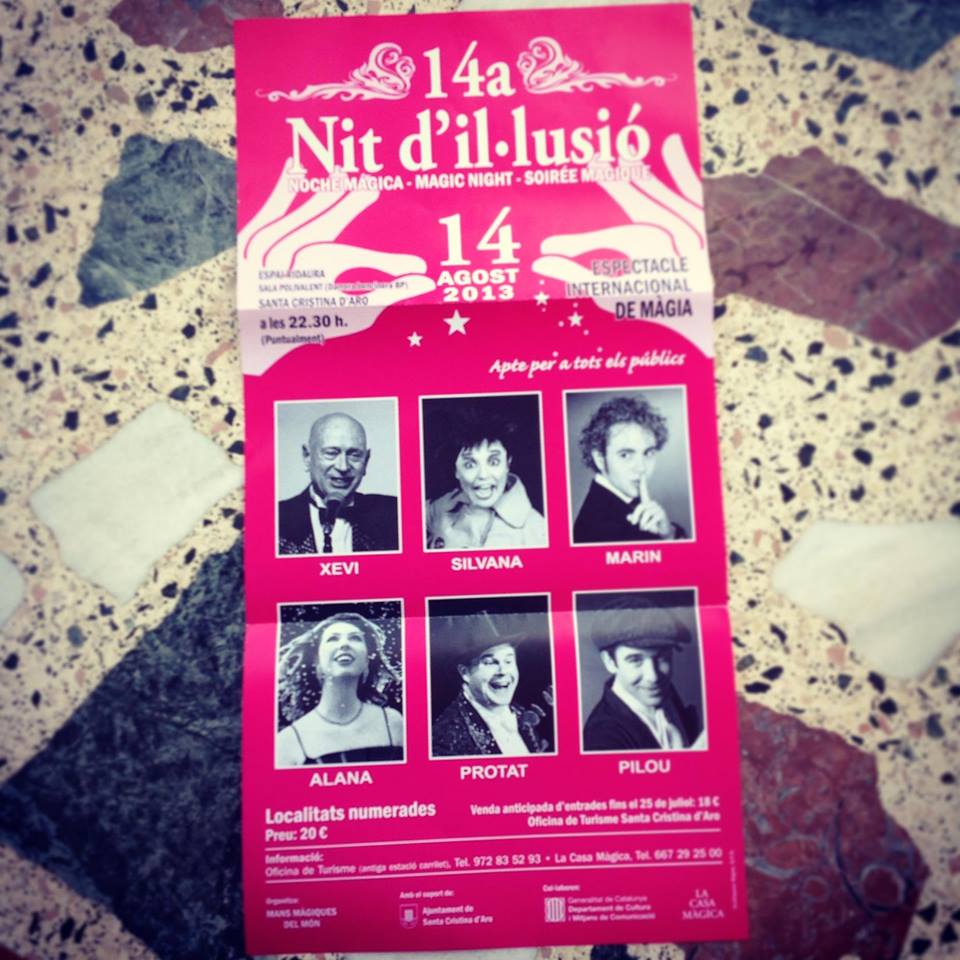 14a
Nit d'il·lusió
NOCHE MÁGICA - MAGIC NIGHT - SOIRÉE MAGIQUE
14
AGOST
2013
ESPAI RIDAURA
SALA POLIVALENT
SANTA CRISTINA D'ARO
a les 22.30 h.
(Puntualment)
ESPECTACLE
INTERNACIONAL
DE MÀGIA
Apte per a tots els públics
XEVI
SILVANA
MARIN
ALANA
PROTAT
PILOU
Localitats numerades
Preu: 20 €
Venda anticipada d'entrades fins el 25 de juliol: 18 €
Oficina de Turisme Santa Cristina d'Aro
Informació:
Oficina de Turisme (antiga estació carrilet), Tel. 972 83 52 93 • La Casa Màgica, Tel. 667 29 25 00
Organitza:
MANS MÀGIQUES
DEL MÓN
Amb el suport de:
Ajuntament de
Santa Cristina d'Aro
Col·laboren:
Generalitat de Catalunya
Departament de Cultura
i Mitjans de Comunicació
LA
CASA
MÀGICA